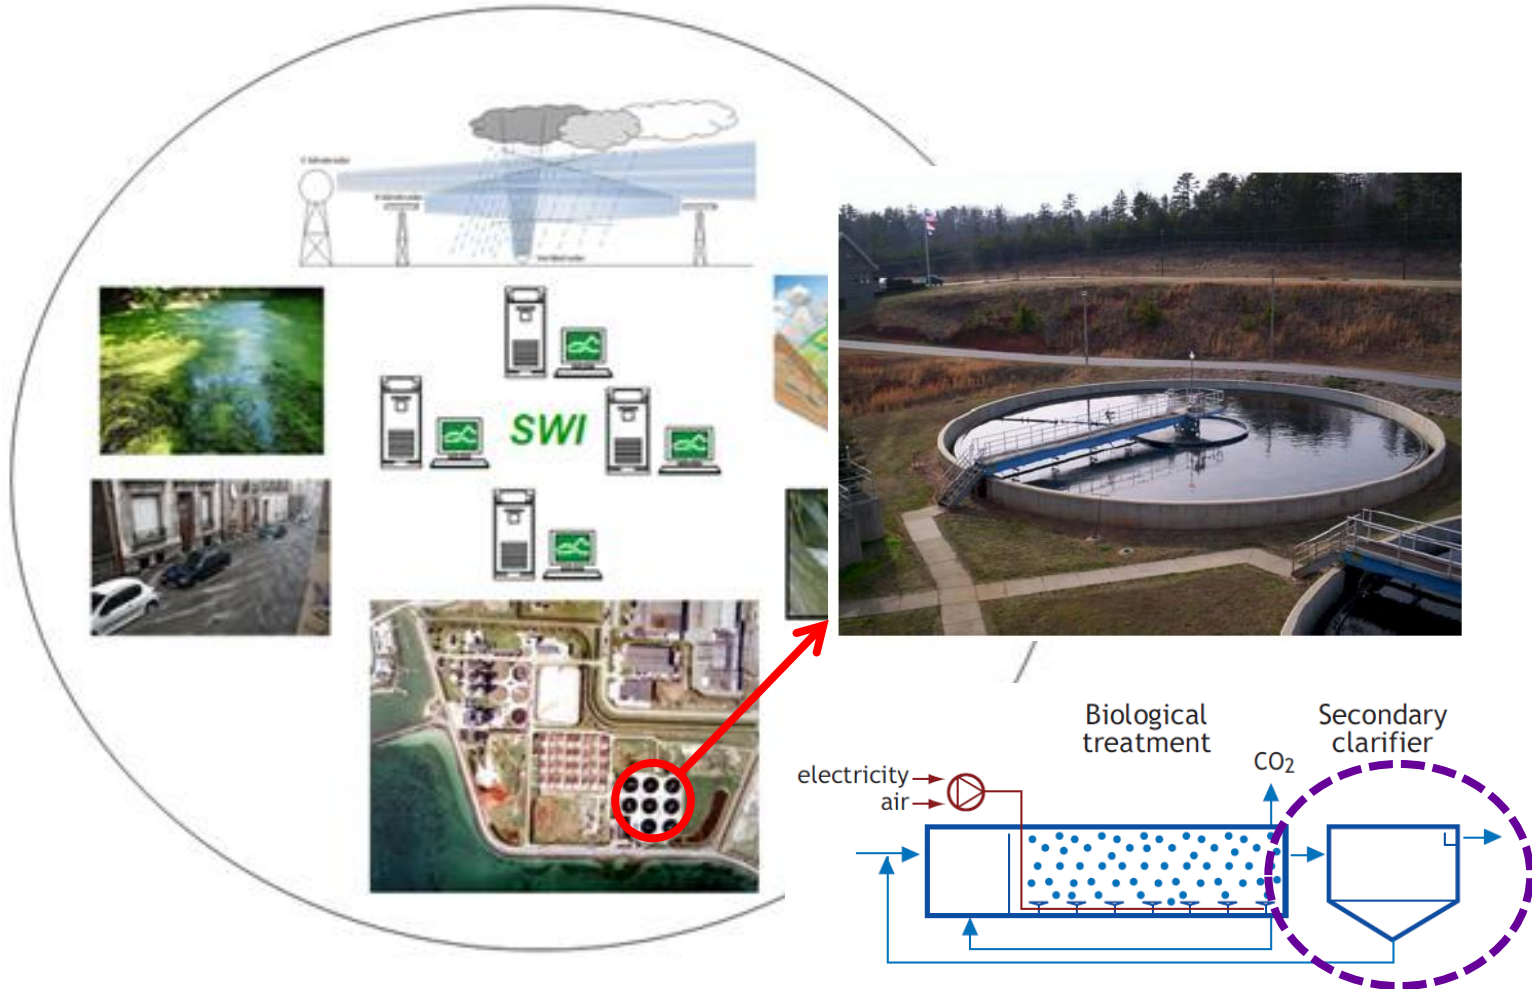 SWI
Biological
treatment
Secondary
clarifier
CO2
electricity
air